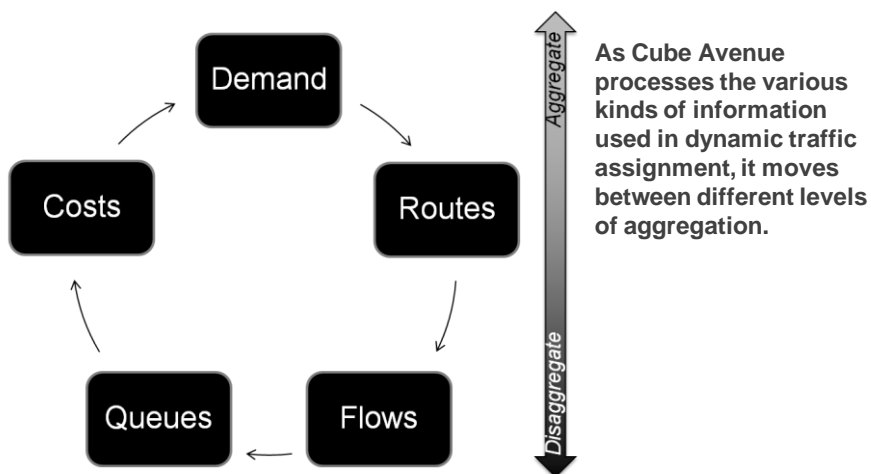 Demand
Costs
Routes
Queues
Flows
Aggregate
Disaggregate
As Cube Avenue
processes the various
kinds of information
used in dynamic traffic
assignment, it moves
between different levels
of aggregation.